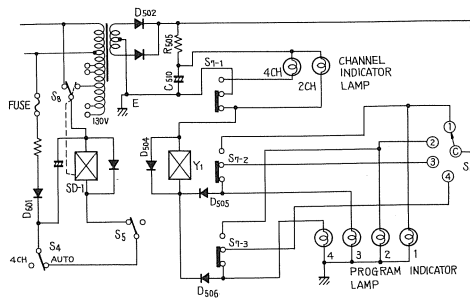 D502
R505
C510
S7-1
4CH
2CH
CHANNEL
INDICATOR
LAMP
S8
E
130V
FUSE
SD-1
D504
Y1
S7-2
D505
1
2
3
4
C
S
D601
S4
4CH
AUTO
S5
S7-3
D506
4
3
2
1
PROGRAM INDICATOR
LAMP